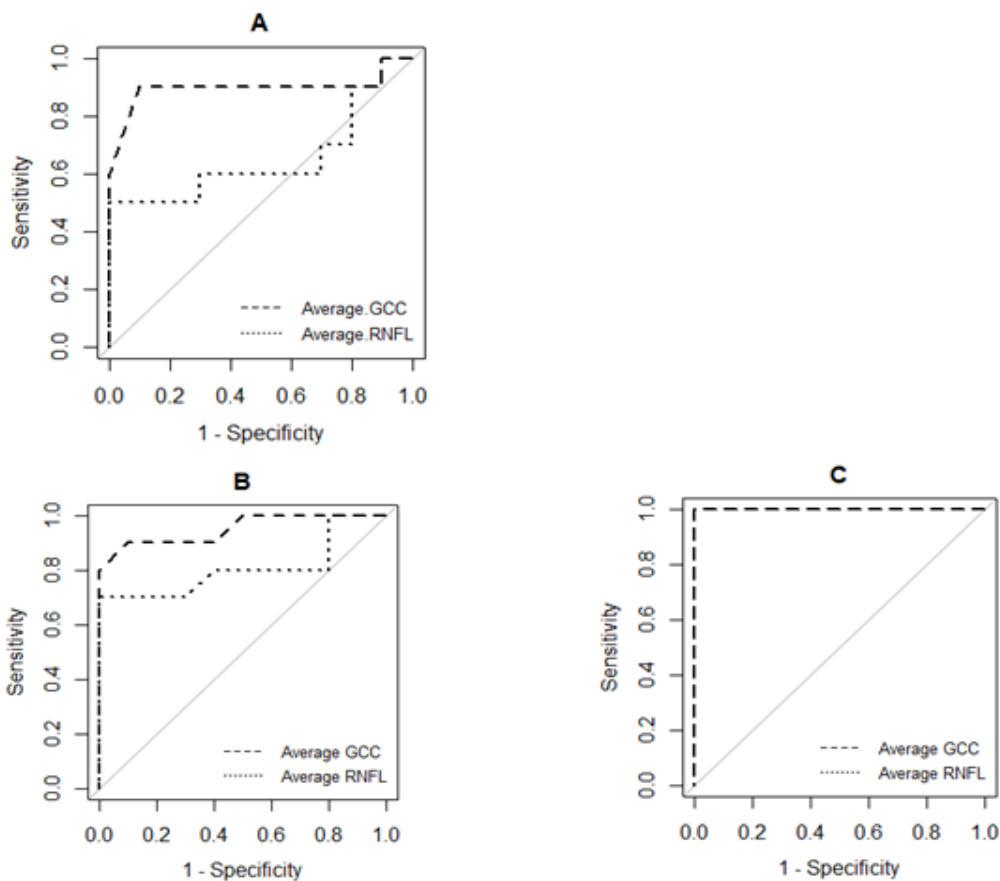 A
Sensitivity
1.0
0.8
0.6
0.4
0.2
0.0
Average.GCC
Average.RNFL
0.0 0.2 0.4 0.6 0.8 1.0
1 - Specificity
B
Sensitivity
1.0
0.8
0.6
0.4
0.2
0.0
Average GCC
Average RNFL
0.0 0.2 0.4 0.6 0.8 1.0
1 - Specificity
C
Sensitivity
1.0
0.8
0.6
0.4
0.2
0.0
Average GCC
Average RNFL
0.0 0.2 0.4 0.6 0.8 1.0
1 - Specificity